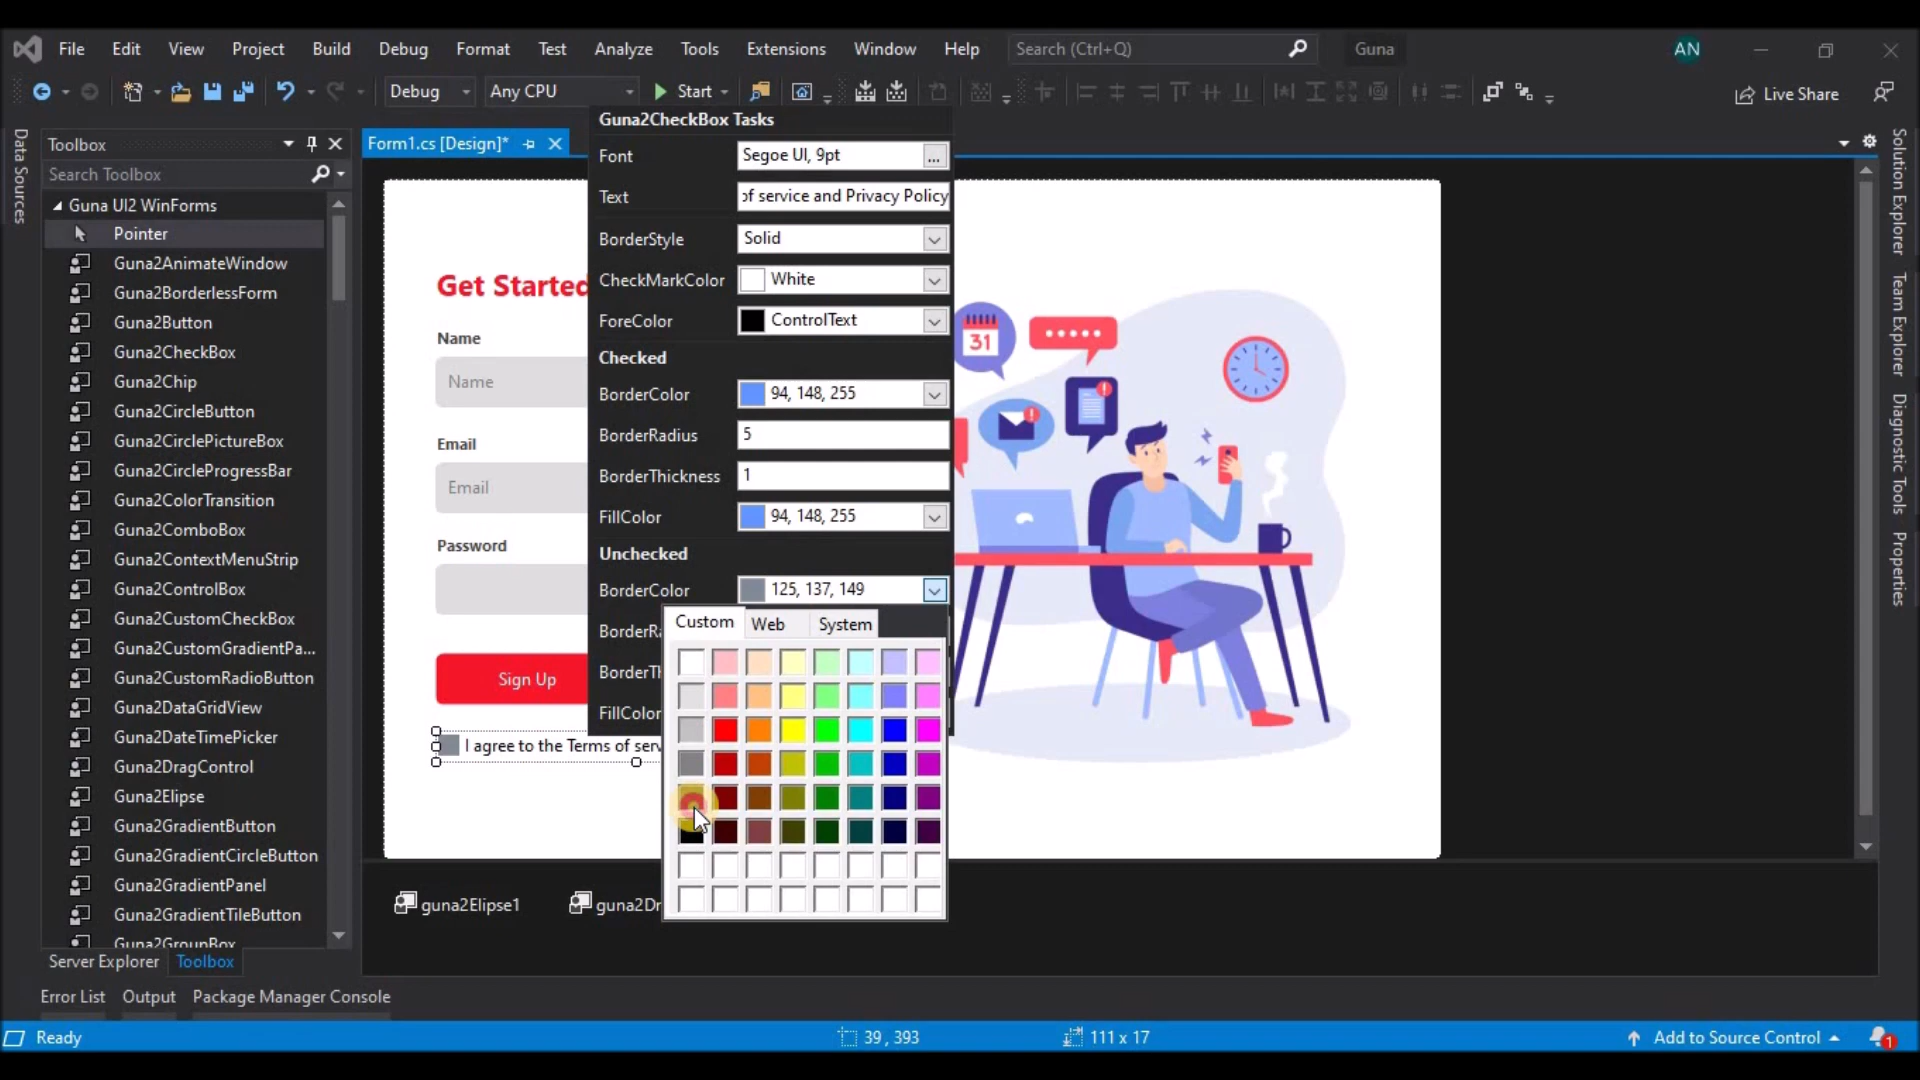 File Edit View Project Build Debug Format Test Analyze Tools Extensions Window Help Search (Ctrl+Q) Guna AN
Debug Any CPU Start Live Share
Data Sources
Toolbox
Search Toolbox
Guna UI2 WinForms
Pointer
Guna2AnimateWindow
Guna2BorderlessForm
Guna2Button
Guna2CheckBox
Guna2Chip
Guna2CircleButton
Guna2CirclePictureBox
Guna2CircleProgressBar
Guna2ColorTransition
Guna2ComboBox
Guna2ContextMenuStrip
Guna2ControlBox
Guna2CustomCheckBox
Guna2CustomGradientPa...
Guna2CustomRadioButton
Guna2DataGridView
Guna2DateTimePicker
Guna2DragControl
Guna2Elipse
Guna2GradientButton
Guna2GradientCircleButton
Guna2GradientPanel
Guna2GradientTileButton
Guna2GroupBox
Server Explorer Toolbox
Form1.cs [Design]*
Get Started
Name
Name
Email
Email
Password
Sign Up
I agree to the Terms of serv
Guna2CheckBox Tasks
Font Segoe UI, 9pt ...
Text of service and Privacy Policy
BorderStyle Solid
CheckMarkColor White
ForeColor ControlText
Checked
BorderColor 94, 148, 255
BorderRadius 5
BorderThickness 1
FillColor 94, 148, 255
Unchecked
BorderColor 125, 137, 149
BorderRa
BorderTh
FillColor
Custom Web System
31
guna2Elipse1 guna2Dr
Solution Explorer
Team Explorer
Diagnostic Tools
Properties
Error List Output Package Manager Console
Ready 39 , 393 111 x 17 Add to Source Control 1